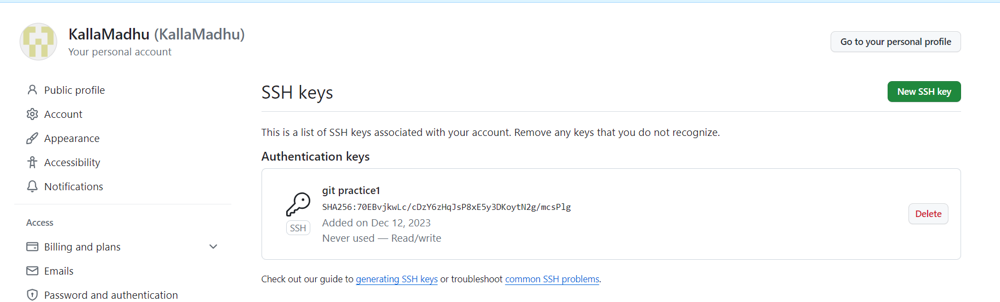 KallaMadhu (KallaMadhu)
Your personal account
Go to your personal profile
Public profile
Account
Appearance
Accessibility
Notifications
Access
Billing and plans
Emails
Password and authentication
SSH keys
New SSH key
This is a list of SSH keys associated with your account. Remove any keys that you do not recognize.
Authentication keys
git practice1
SHA256:70EBvjkwLc/cDzY6zHqJsP8xE5y3DKoytN2g/mcsPlg
Added on Dec 12, 2023
Never used — Read/write
SSH
Delete
Check out our guide to generating SSH keys or troubleshoot common SSH problems.